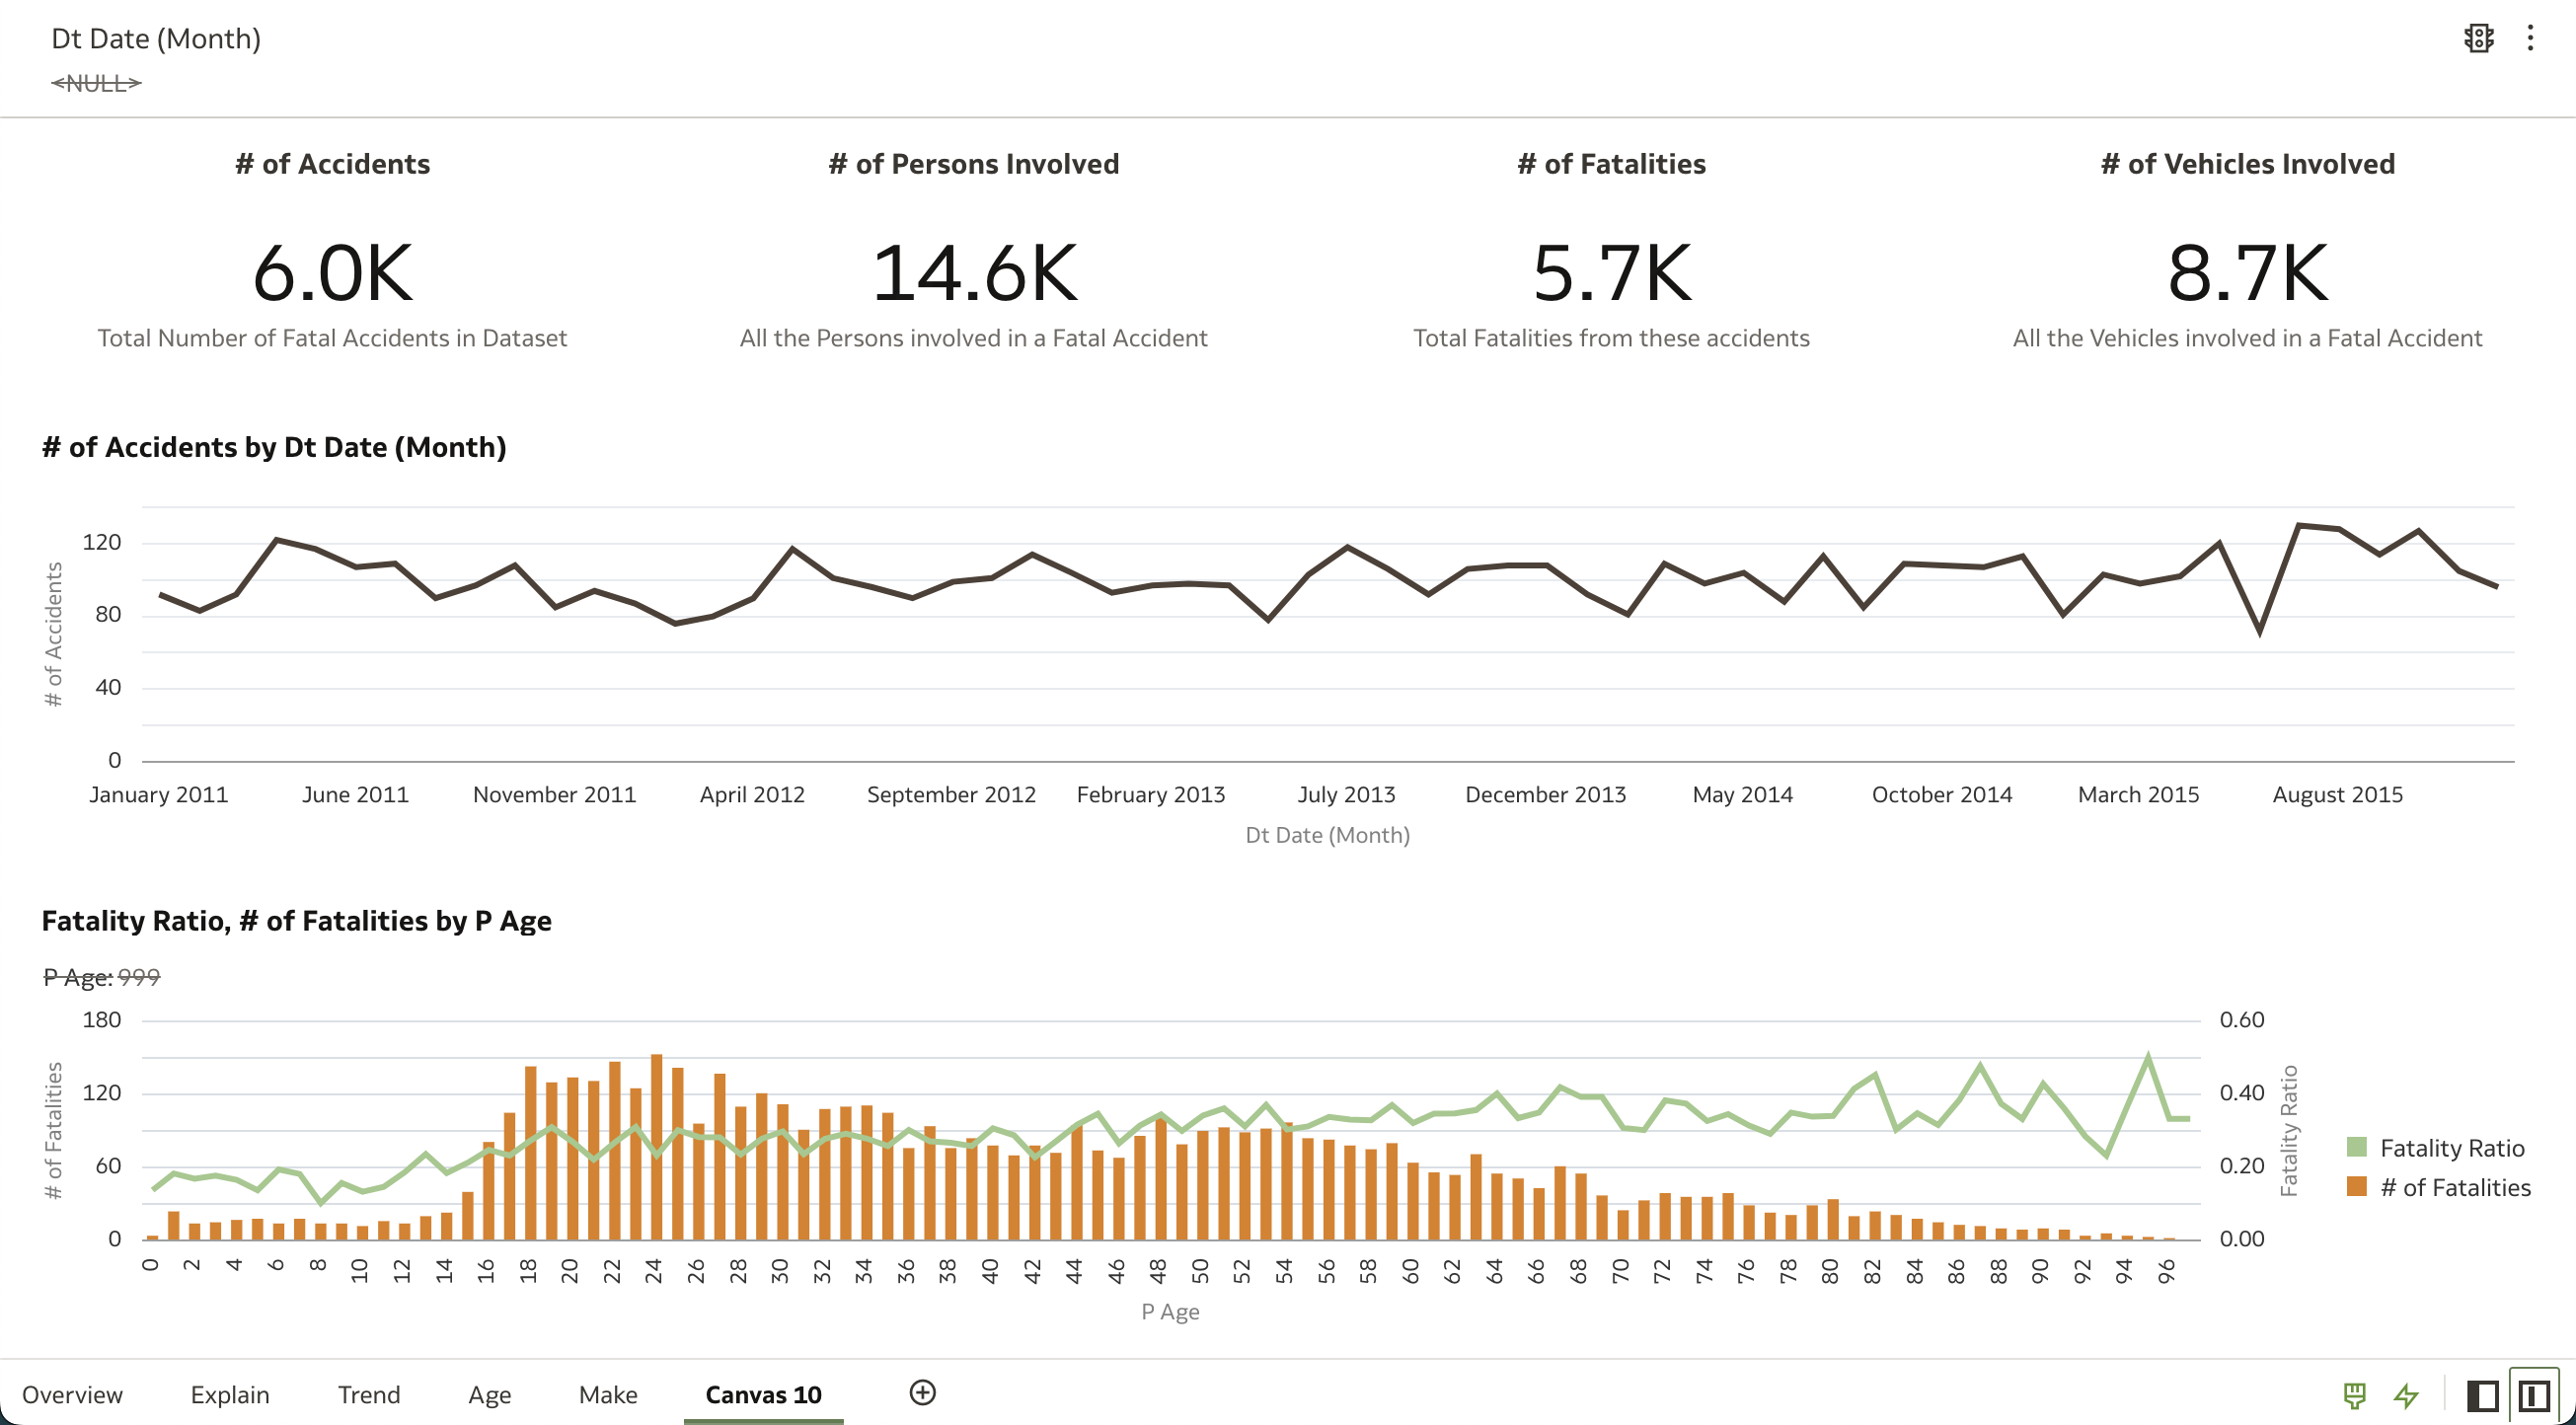 Dt Date (Month)
<NULL>
# of Accidents
# of Persons Involved
# of Fatalities
# of Vehicles Involved
6.0K
14.6K
5.7K
8.7K
Total Number of Fatal Accidents in Dataset
All the Persons involved in a Fatal Accident
Total Fatalities from these accidents
All the Vehicles involved in a Fatal Accident
# of Accidents by Dt Date (Month)
# of Accidents
120
80
40
0
January 2011
June 2011
November 2011
April 2012
September 2012
February 2013
July 2013
December 2013
May 2014
October 2014
March 2015
August 2015
Dt Date (Month)
Fatality Ratio, # of Fatalities by P Age
P Age: 999
# of Fatalities
180
120
60
0
0.60
0.40
0.20
0.00
Fatality Ratio
Fatality Ratio
# of Fatalities
0 2 4 6 8 10 12 14 16 18 20 22 24 26 28 30 32 34 36 38 40 42 44 46 48 50 52 54 56 58 60 62 64 66 68 70 72 74 76 78 80 82 84 86 88 90 92 94 96
P Age
Overview
Explain
Trend
Age
Make
Canvas 10